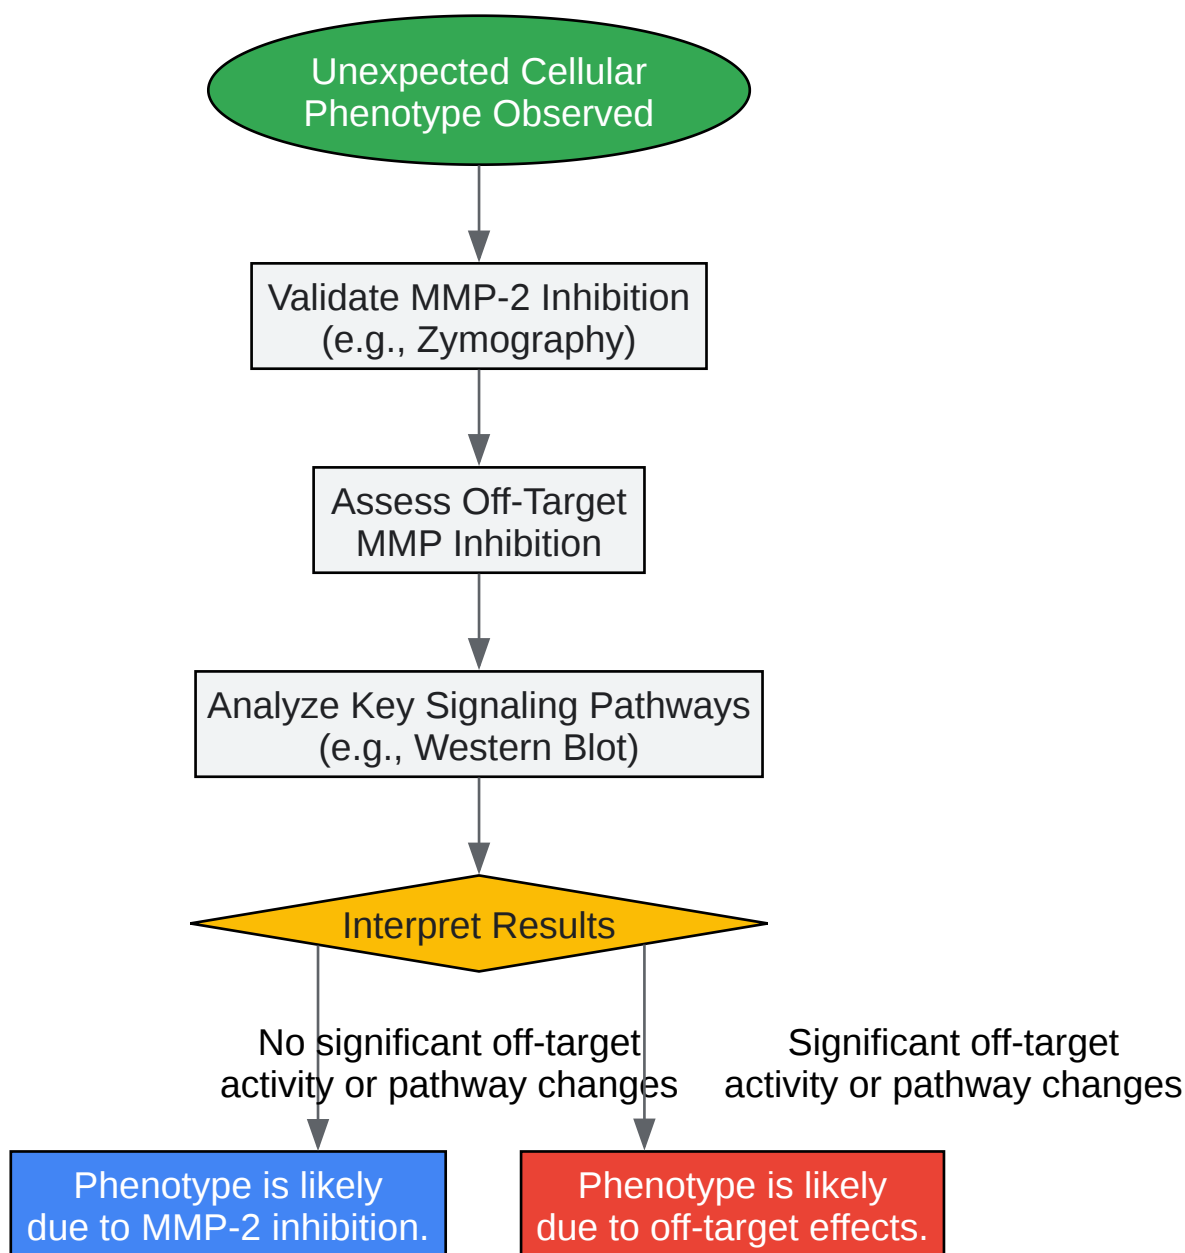 Unexpected Cellular
Phenotype Observed
Validate MMP-2 Inhibition
(e.g., Zymography)
Assess Off-Target
MMP Inhibition
Analyze Key Signaling Pathways
(e.g., Western Blot)
Interpret Results
No significant off-target
activity or pathway changes
Significant off-target
activity or pathway changes
Phenotype is likely
due to MMP-2 inhibition.
Phenotype is likely
due to off-target effects.